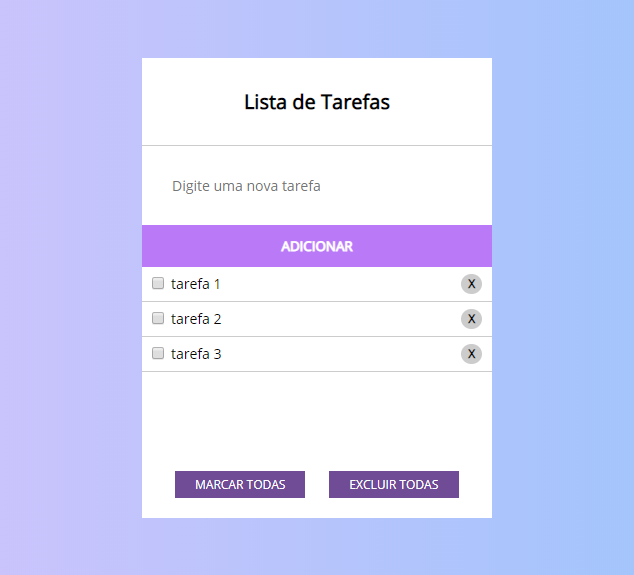 Lista de Tarefas
Digite uma nova tarefa
ADICIONAR
tarefa 1 X
tarefa 2 X
tarefa 3 X
MARCAR TODAS EXCLUIR TODAS